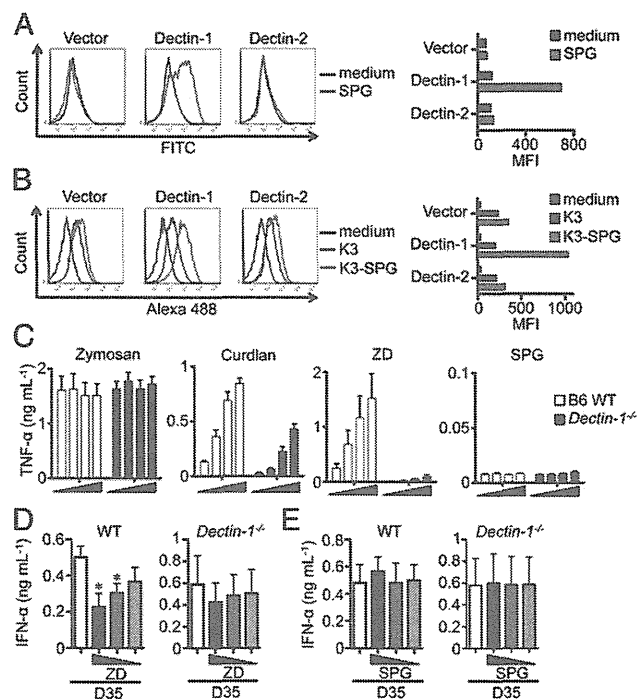 A
Vector Dectin-1 Dectin-2
Count
medium
SPG
FITC
medium
SPG
Vector
Dectin-1
Dectin-2
0 400 800
MFI
B
Vector Dectin-1 Dectin-2
Count
medium
K3
K3-SPG
Alexa 488
medium
K3
K3-SPG
Vector
Dectin-1
Dectin-2
0 500 1000
MFI
C
Zymosan Curdlan ZD SPG
TNF-α (ng mL⁻¹)
2
1
0
1
0.5
0
2
1
0
0.1
0.05
0
B6 WT
Dectin-1⁻/⁻
D
WT Dectin-1⁻/⁻
IFN-α (ng mL⁻¹)
0.6
0.4
0.2
0
1.0
0.8
0.6
0.4
0.2
0
* *
- ZD - ZD
D35 D35
E
WT Dectin-1⁻/⁻
IFN-α (ng mL⁻¹)
0.8
0.6
0.4
0.2
0
1.0
0.8
0.6
0.4
0.2
0
- SPG - SPG
D35 D35